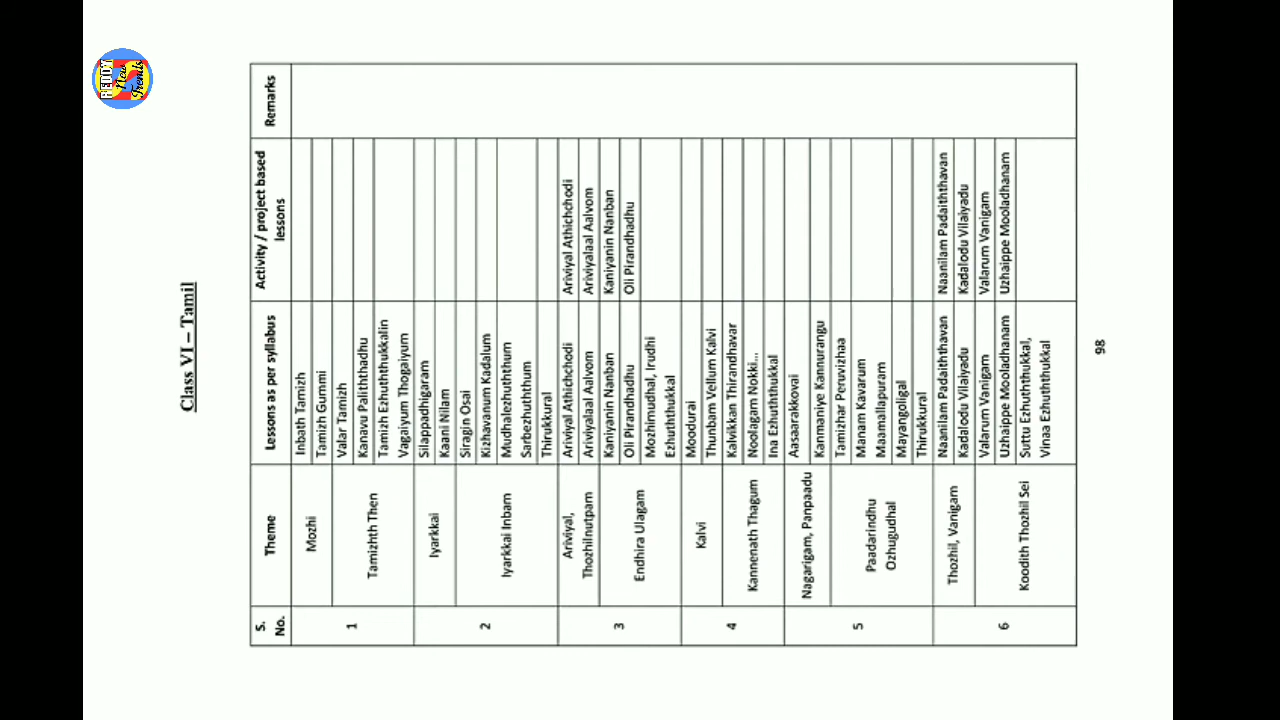 REDDY
New
Trends
Class VI – Tamil
S. No.
Theme
Lessons as per syllabus
Activity / project based lessons
Remarks
1
Mozhi
Inbath Tamizh
Tamizh Gummi
Tamizhth Then
Valar Tamizh
Kanavu Paliththadhu
Tamizh Ezhuththukkalin
Vagaiyum Thogaiyum
2
Iyarkkai
Silappadhigaram
Kaani Nilam
Iyarkkai Inbam
Siragin Osai
Kizhavanum Kadalum
Mudhalezhuththum
Sarbezhuththum
Thirukkural
3
Ariviyal,
Thozhilnutpam
Ariviyal Athichchodi
Ariviyal Athichchodi
Ariviyalaal Aalvom
Ariviyalaal Aalvom
Endhira Ulagam
Kaniyanin Nanban
Kaniyanin Nanban
Oli Pirandhadhu
Oli Pirandhadhu
Mozhimudhal, Irudhi
Ezhuththukkal
4
Kalvi
Moodurai
Thunbam Vellum Kalvi
Kannenath Thagum
Kalvikkan Thirandhavar
Noolagam Nokki...
Ina Ezhuththukkal
5
Nagarigam, Panpaadu
Aasaarakkovai
Kanmaniye Kannurangu
Paadarindhu
Ozhugudhal
Tamizhar Peruvizhaa
Manam Kavarum
Maamallapuram
Mayangoligal
Thirukkural
6
Thozhil, Vanigam
Naanilam Padaiththavan
Naanilam Padaiththavan
Kadalodu Vilaiyadu
Kadalodu Vilaiyadu
Koodith Thozhil Sei
Valarum Vanigam
Valarum Vanigam
Uzhaippe Mooladhanam
Uzhaippe Mooladhanam
Suttu Ezhuththukkal,
Vinaa Ezhuththukkal
98